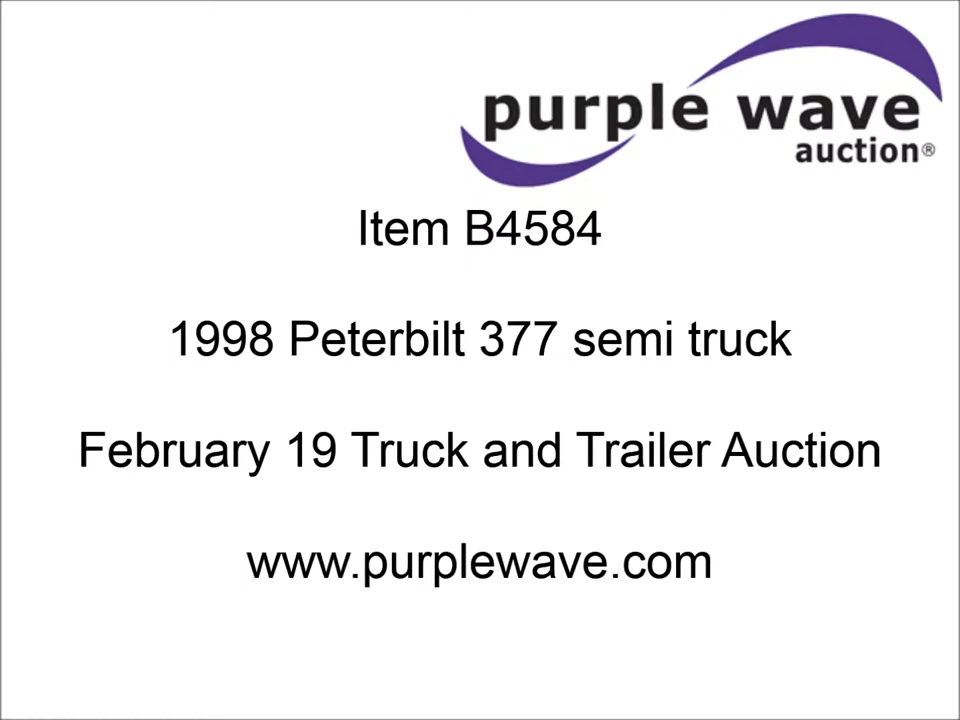 purple wave
auction®
Item B4584
1998 Peterbilt 377 semi truck
February 19 Truck and Trailer Auction
www.purplewave.com